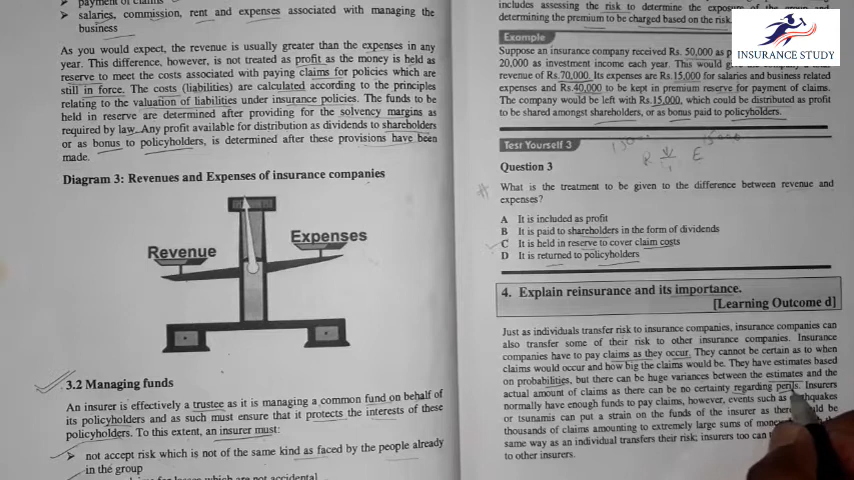 payment of claims
➤ salaries, commission, rent and expenses associated with managing the
business
As you would expect, the revenue is usually greater than the expenses in any
year. This difference, however, is not treated as profit as the money is held as
reserve to meet the costs associated with paying claims for policies which are
still in force. The costs (liabilities) are calculated according to the principles
relating to the valuation of liabilities under insurance policies. The funds to be
held in reserve are determined after providing for the solvency margins as
required by law. Any profit available for distribution as dividends to shareholders
or as bonus to policyholders, is determined after these provisions have been
made.
Diagram 3: Revenues and Expenses of insurance companies
Revenue
Expenses
3.2 Managing funds
An insurer is effectively a trustee as it is managing a common fund on behalf of
its policyholders and as such must ensure that it protects the interests of these
policyholders. To this extent, an insurer must:
➤ not accept risk which is not of the same kind as faced by the people already
in the group
for losses which are not accidental
includes assessing the risk to determine the exposure of the group and
determining the premium to be charged based on the risk.
Example
Suppose an insurance company received Rs. 50,000 as
20,000 as investment income each year. This would
revenue of Rs.70,000. Its expenses are Rs.15,000 for salaries and business related
expenses and Rs.40,000 to be kept in premium reserve for payment of claims.
The company would be left with Rs.15,000, which could be distributed as profit
to be shared amongst shareholders, or as bonus paid to policyholders.
INSURANCE STUDY
Test Yourself 3
R E
Question 3
What is the treatment to be given to the difference between revenue and
expenses?
A It is included as profit
B It is paid to shareholders in the form of dividends
C It is held in reserve to cover claim costs
D It is returned to policyholders
4. Explain reinsurance and its importance.
[Learning Outcome d]
Just as individuals transfer risk to insurance companies, insurance companies can
also transfer some of their risk to other insurance companies. Insurance
companies have to pay claims as they occur. They cannot be certain as to when
claims would occur and how big the claims would be. They have estimates based
on probabilities, but there can be huge variances between the estimates and the
actual amount of claims as there can be no certainty regarding perils. Insurers
normally have enough funds to pay claims, however, events such as
or tsunamis can put a strain on the funds of the insurer as there be
thousands of claims amounting to extremely large sums of
same way as an individual transfers their risk; insurers too can
to other insurers.